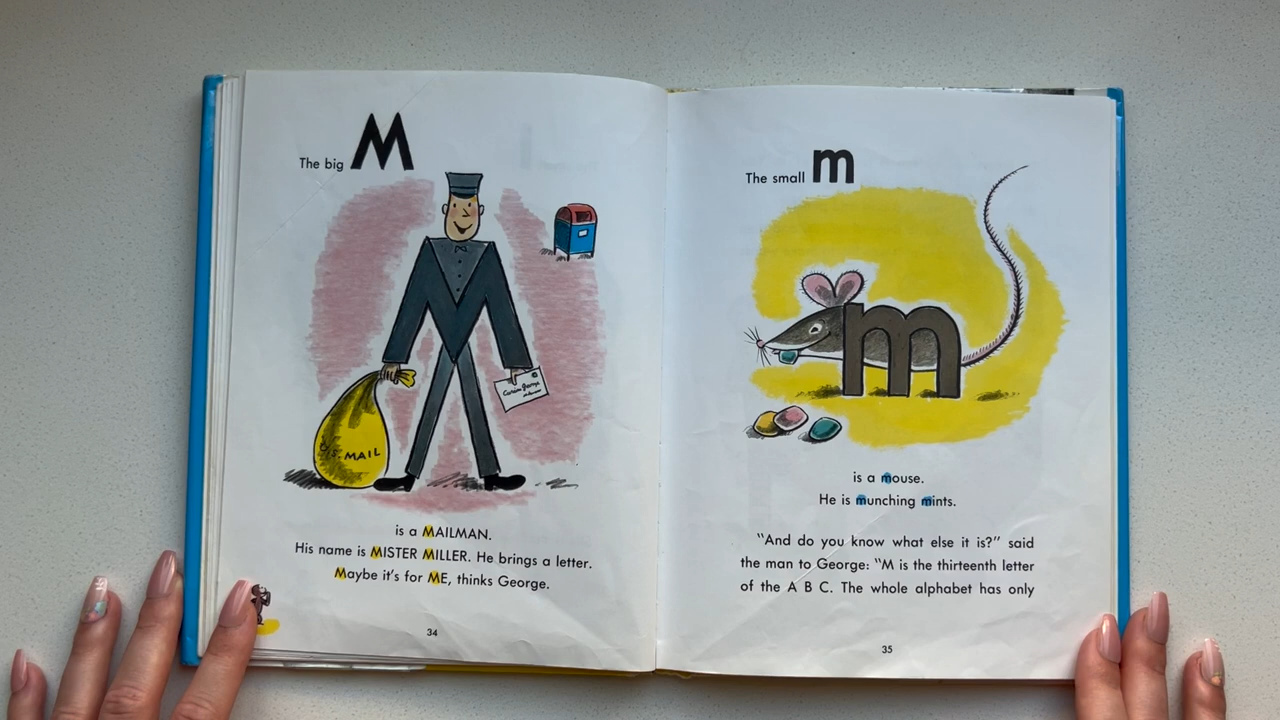 The big M
U.S. MAIL
Curious George
is a MAILMAN.
His name is MISTER MILLER. He brings a letter.
Maybe it's for ME, thinks George.
34
The small m
m
is a mouse.
He is munching mints.
"And do you know what else it is?" said
the man to George: "M is the thirteenth letter
of the A B C. The whole alphabet has only
35